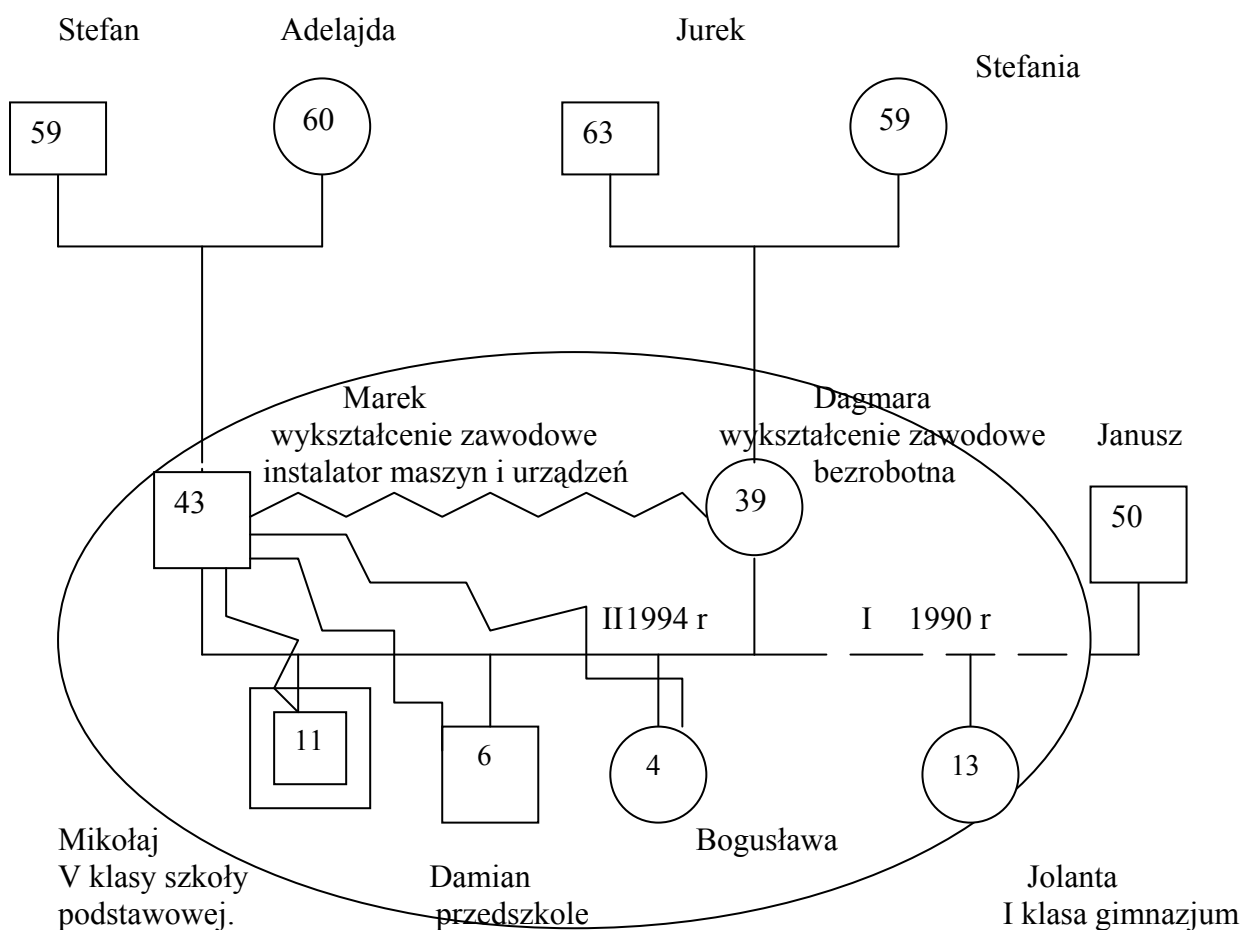 Stefan Adelajda Jurek
Stefania
59 60 63 59
Marek Dagmara
wykształcenie zawodowe wykształcenie zawodowe Janusz
instalator maszyn i urządzeń bezrobotna
43 39 50
II1994 r I 1990 r
11 6 4 13
Mikołaj Bogusława
V klasy szkoły Damian Jolanta
podstawowej. przedszkole I klasa gimnazjum